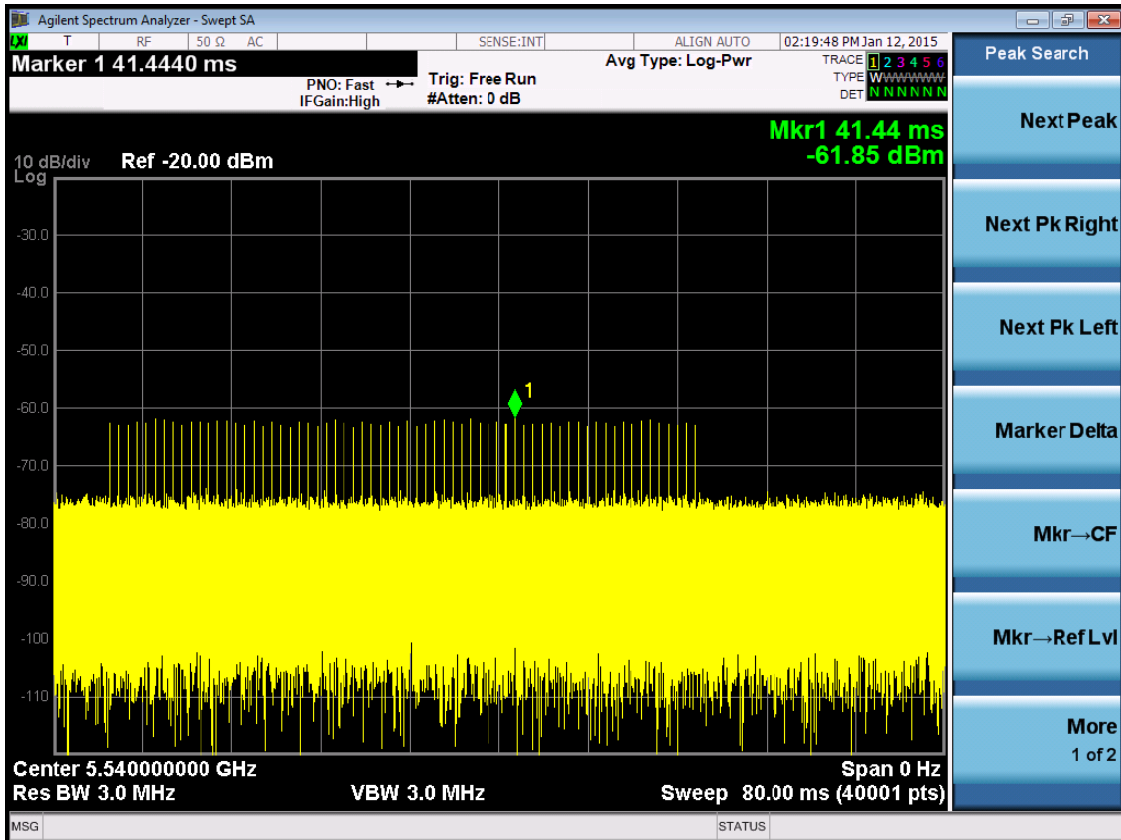 Agilent Spectrum Analyzer - Swept SA
LXI T RF 50 Ω AC SENSE:INT ALIGN AUTO 02:19:48 PM Jan 12, 2015
Marker 1 41.4440 ms
PNO: Fast
IFGain:High
Trig: Free Run
#Atten: 0 dB
Avg Type: Log-Pwr
TRACE 1 2 3 4 5 6
TYPE WWWWWW
DET N N N N N N
Mkr1 41.44 ms
-61.85 dBm
10 dB/div Ref -20.00 dBm
Log
-30.0
-40.0
-50.0
1
-60.0
-70.0
-80.0
-90.0
-100
-110
Center 5.540000000 GHz Span 0 Hz
Res BW 3.0 MHz VBW 3.0 MHz Sweep 80.00 ms (40001 pts)
MSG STATUS
Peak Search
Next Peak
Next Pk Right
Next Pk Left
Marker Delta
Mkr→CF
Mkr→Ref Lvl
More
1 of 2